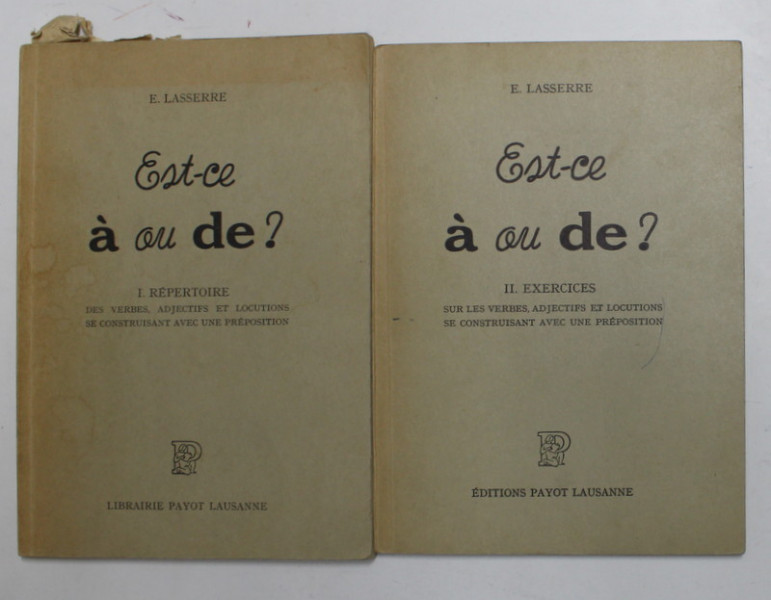 E. LASSERRE
Est-ce
à ou de ?
I. RÉPERTOIRE
DES VERBES, ADJECTIFS ET LOCUTIONS
SE CONSTRUISANT AVEC UNE PRÉPOSITION
P
LIBRAIRIE PAYOT LAUSANNE
E. LASSERRE
Est-ce
à ou de ?
II. EXERCICES
SUR LES VERBES, ADJECTIFS ET LOCUTIONS
SE CONSTRUISANT AVEC UNE PRÉPOSITION
P
ÉDITIONS PAYOT LAUSANNE